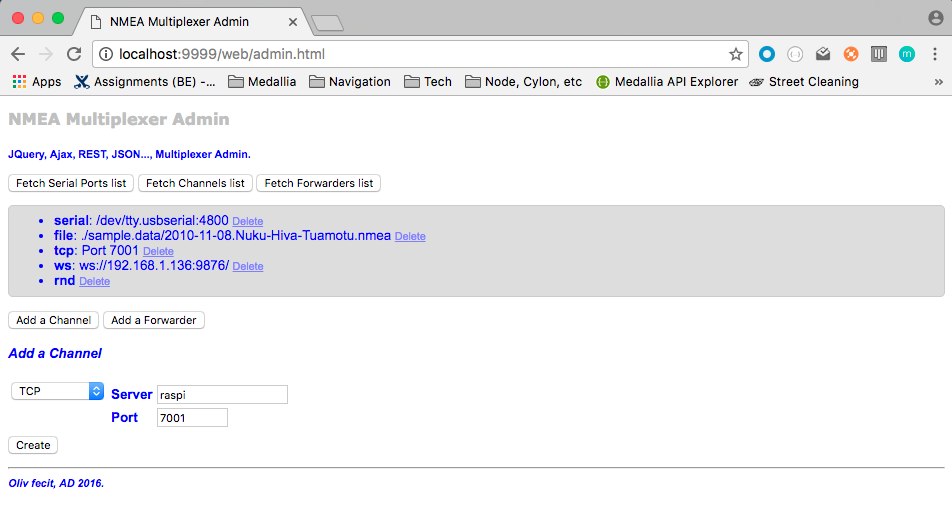 NMEA Multiplexer Admin
localhost:9999/web/admin.html
m
Apps Assignments (BE) -... Medallia Navigation Tech Node, Cylon, etc Medallia API Explorer Street Cleaning »
NMEA Multiplexer Admin
JQuery, Ajax, REST, JSON..., Multiplexer Admin.
Fetch Serial Ports list Fetch Channels list Fetch Forwarders list
• serial: /dev/tty.usbserial:4800 Delete
• file: ./sample.data/2010-11-08.Nuku-Hiva-Tuamotu.nmea Delete
• tcp: Port 7001 Delete
• ws: ws://192.168.1.136:9876/ Delete
• rnd Delete
Add a Channel Add a Forwarder
Add a Channel
TCP Server raspi
Port 7001
Create
Oliv fecit, AD 2016.